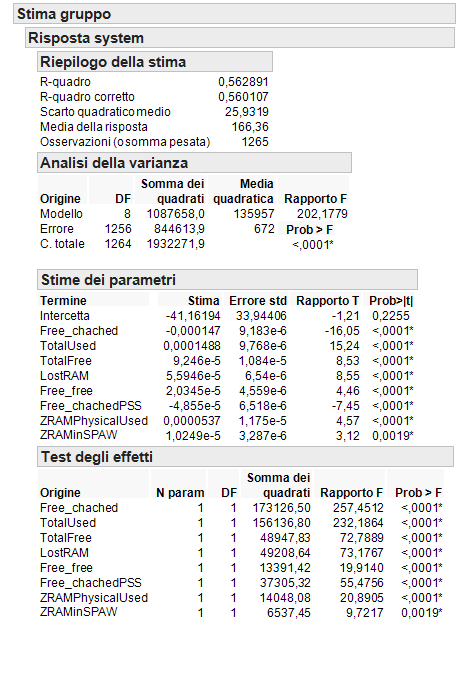 Stima gruppo
Risposta system
Riepilogo della stima
R-quadro 0,562891
R-quadro corretto 0,560107
Scarto quadratico medio 25,9319
Media della risposta 166,36
Osservazioni (o somma pesata) 1265
Analisi della varianza
Somma dei Media
Origine DF quadrati quadratica Rapporto F
Modello 8 1087658,0 135957 202,1779
Errore 1256 844613,9 672 Prob > F
C. totale 1264 1932271,9 <,0001*
Stime dei parametri
Termine Stima Errore std Rapporto T Prob>|t|
Intercetta -41,16194 33,94406 -1,21 0,2255
Free_chached -0,000147 9,183e-6 -16,05 <,0001*
TotalUsed 0,0001488 9,768e-6 15,24 <,0001*
TotalFree 9,246e-5 1,084e-5 8,53 <,0001*
LostRAM 5,5946e-5 6,54e-6 8,55 <,0001*
Free_free 2,0345e-5 4,559e-6 4,46 <,0001*
Free_chachedPSS -4,855e-5 6,518e-6 -7,45 <,0001*
ZRAMPhysicalUsed 0,0000537 1,175e-5 4,57 <,0001*
ZRAMinSPAW 1,0249e-5 3,287e-6 3,12 0,0019*
Test degli effetti
Somma dei
Origine N param DF quadrati Rapporto F Prob > F
Free_chached 1 1 173126,50 257,4512 <,0001*
TotalUsed 1 1 156136,80 232,1864 <,0001*
TotalFree 1 1 48947,83 72,7889 <,0001*
LostRAM 1 1 49208,64 73,1767 <,0001*
Free_free 1 1 13391,42 19,9140 <,0001*
Free_chachedPSS 1 1 37305,32 55,4756 <,0001*
ZRAMPhysicalUsed 1 1 14048,08 20,8905 <,0001*
ZRAMinSPAW 1 1 6537,45 9,7217 0,0019*